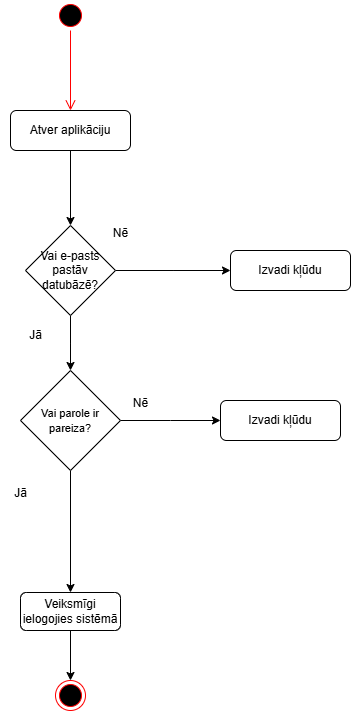 Atver aplikāciju
Nē
Vai e-pasts
pastāv
datubāzē?
Izvadi kļūdu
Jā
Nē
Vai parole ir
pareiza?
Izvadi kļūdu
Jā
Veiksmīgi
ielogojies sistēmā